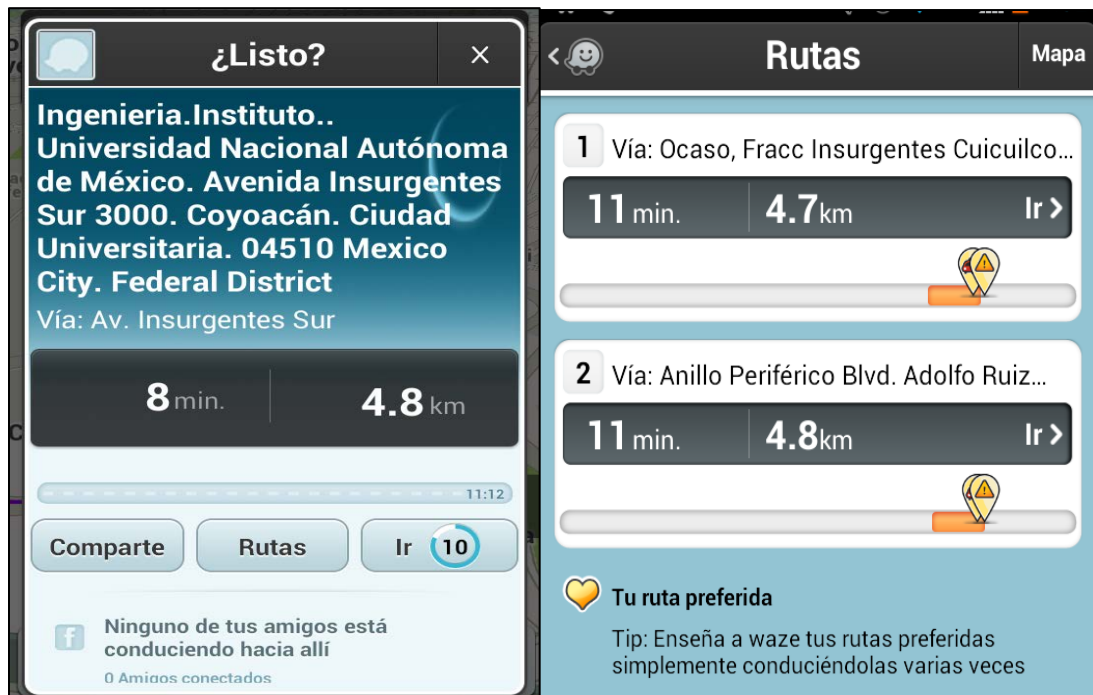 ¿Listo?
Ingenieria.Instituto..
Universidad Nacional Autónoma
de México. Avenida Insurgentes
Sur 3000. Coyoacán. Ciudad
Universitaria. 04510 Mexico
City. Federal District
Vía: Av. Insurgentes Sur
8 min. 4.8 km
11:12
Comparte Rutas Ir 10
Ninguno de tus amigos está
conduciendo hacia allí
0 Amigos conectados
Rutas Mapa
1 Vía: Ocaso, Fracc Insurgentes Cuicuilco...
11 min. 4.7km Ir
2 Vía: Anillo Periférico Blvd. Adolfo Ruiz...
11 min. 4.8km Ir
Tu ruta preferida
Tip: Enseña a waze tus rutas preferidas
simplemente conduciéndolas varias veces